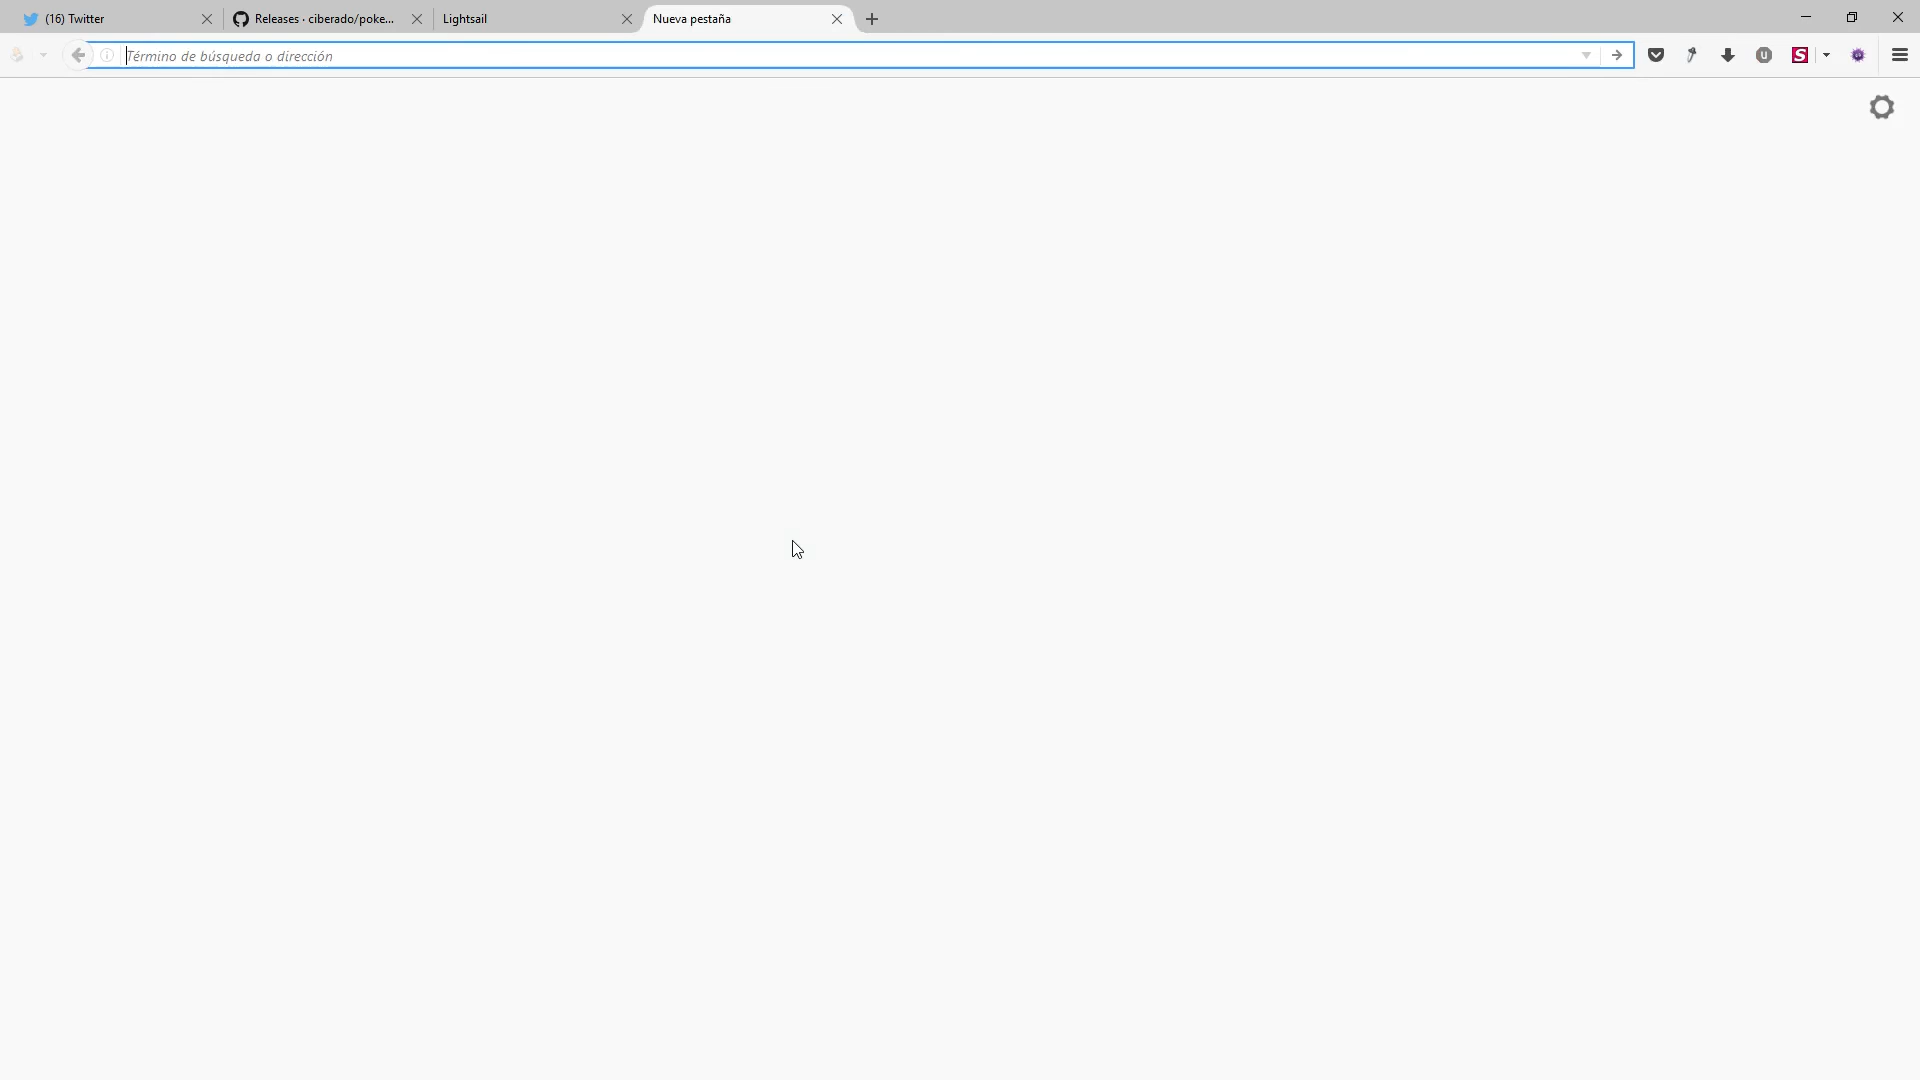 (16) Twitter
Releases · ciberado/poke...
Lightsail
Nueva pestaña
Término de búsqueda o dirección